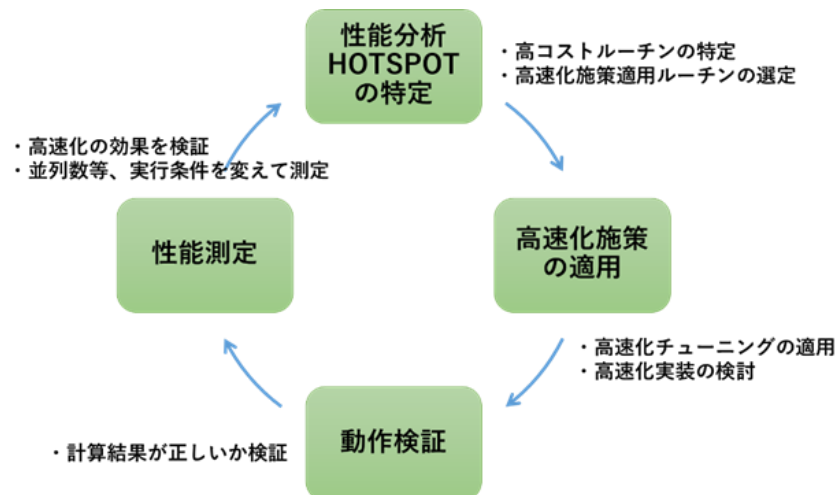 性能分析
HOTSPOT
の特定
・高コストルーチンの特定
・高速化施策適用ルーチンの選定
・高速化の効果を検証
・並列数等、実行条件を変えて測定
性能測定
高速化施策
の適用
・高速化チューニングの適用
・高速化実装の検討
動作検証
・計算結果が正しいか検証